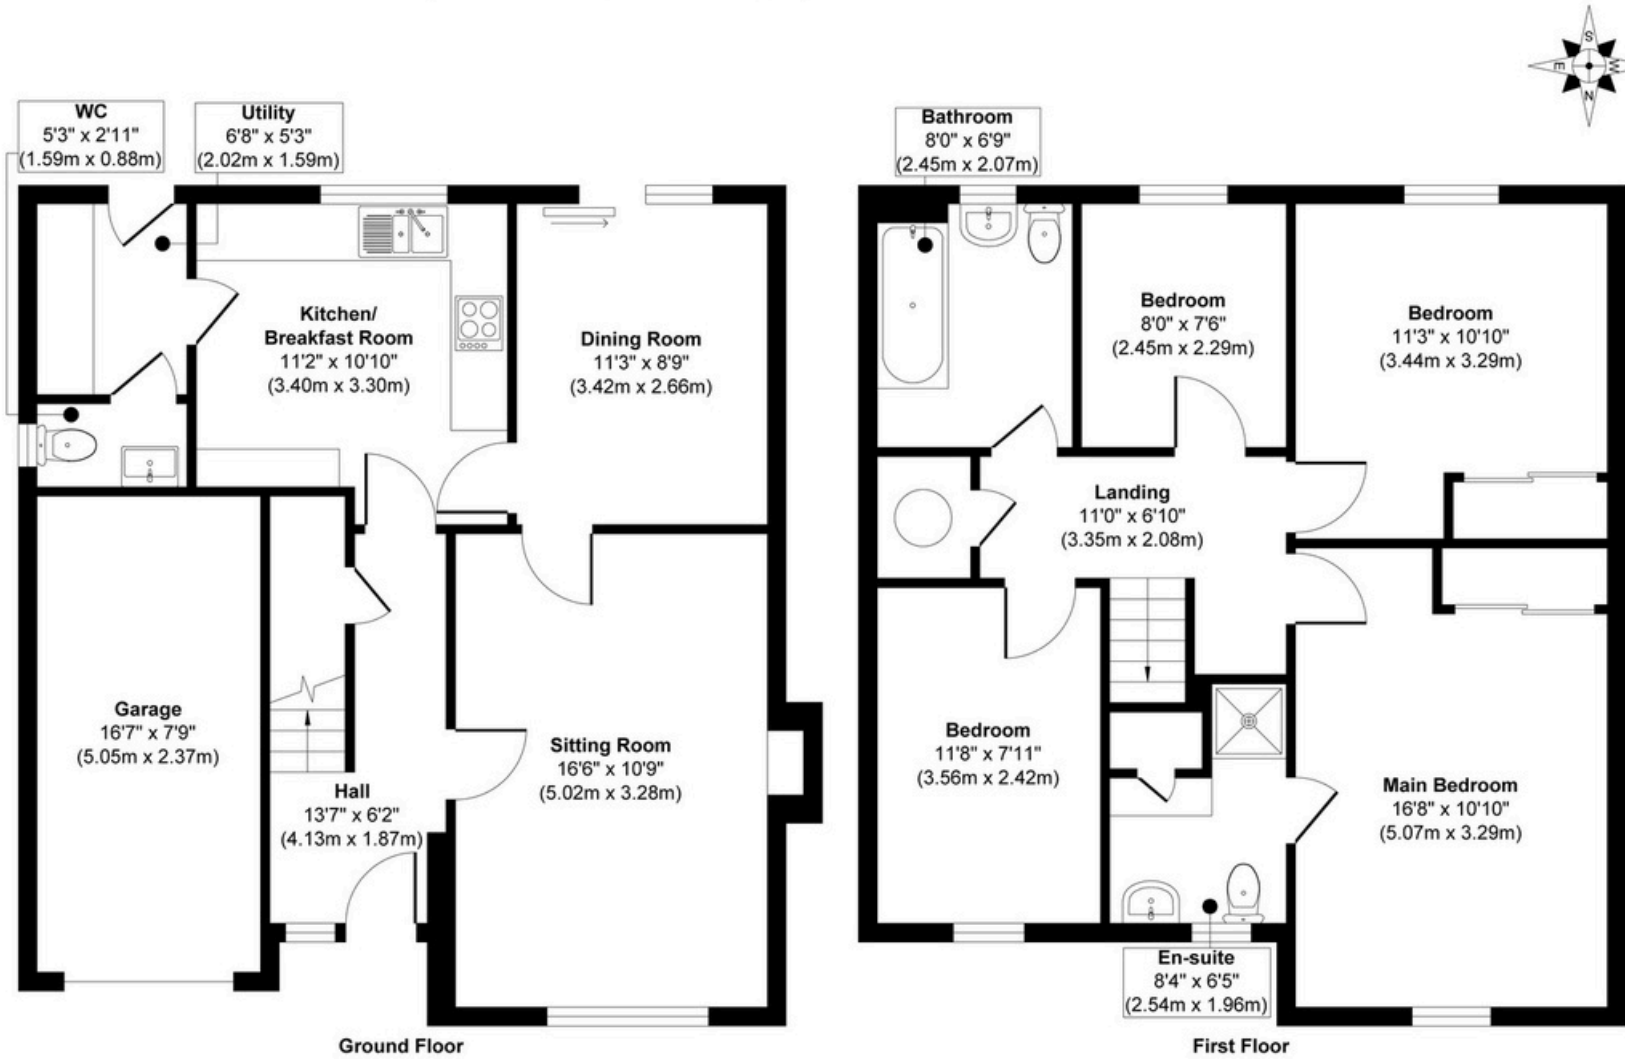 S
E
W
N
WC
5'3" x 2'11"
(1.59m x 0.88m)
Utility
6'8" x 5'3"
(2.02m x 1.59m)
Kitchen/
Breakfast Room
11'2" x 10'10"
(3.40m x 3.30m)
Dining Room
11'3" x 8'9"
(3.42m x 2.66m)
Garage
16'7" x 7'9"
(5.05m x 2.37m)
Hall
13'7" x 6'2"
(4.13m x 1.87m)
Sitting Room
16'6" x 10'9"
(5.02m x 3.28m)
Ground Floor
Bathroom
8'0" x 6'9"
(2.45m x 2.07m)
Bedroom
8'0" x 7'6"
(2.45m x 2.29m)
Bedroom
11'3" x 10'10"
(3.44m x 3.29m)
Landing
11'0" x 6'10"
(3.35m x 2.08m)
Bedroom
11'8" x 7'11"
(3.56m x 2.42m)
Main Bedroom
16'8" x 10'10"
(5.07m x 3.29m)
En-suite
8'4" x 6'5"
(2.54m x 1.96m)
First Floor